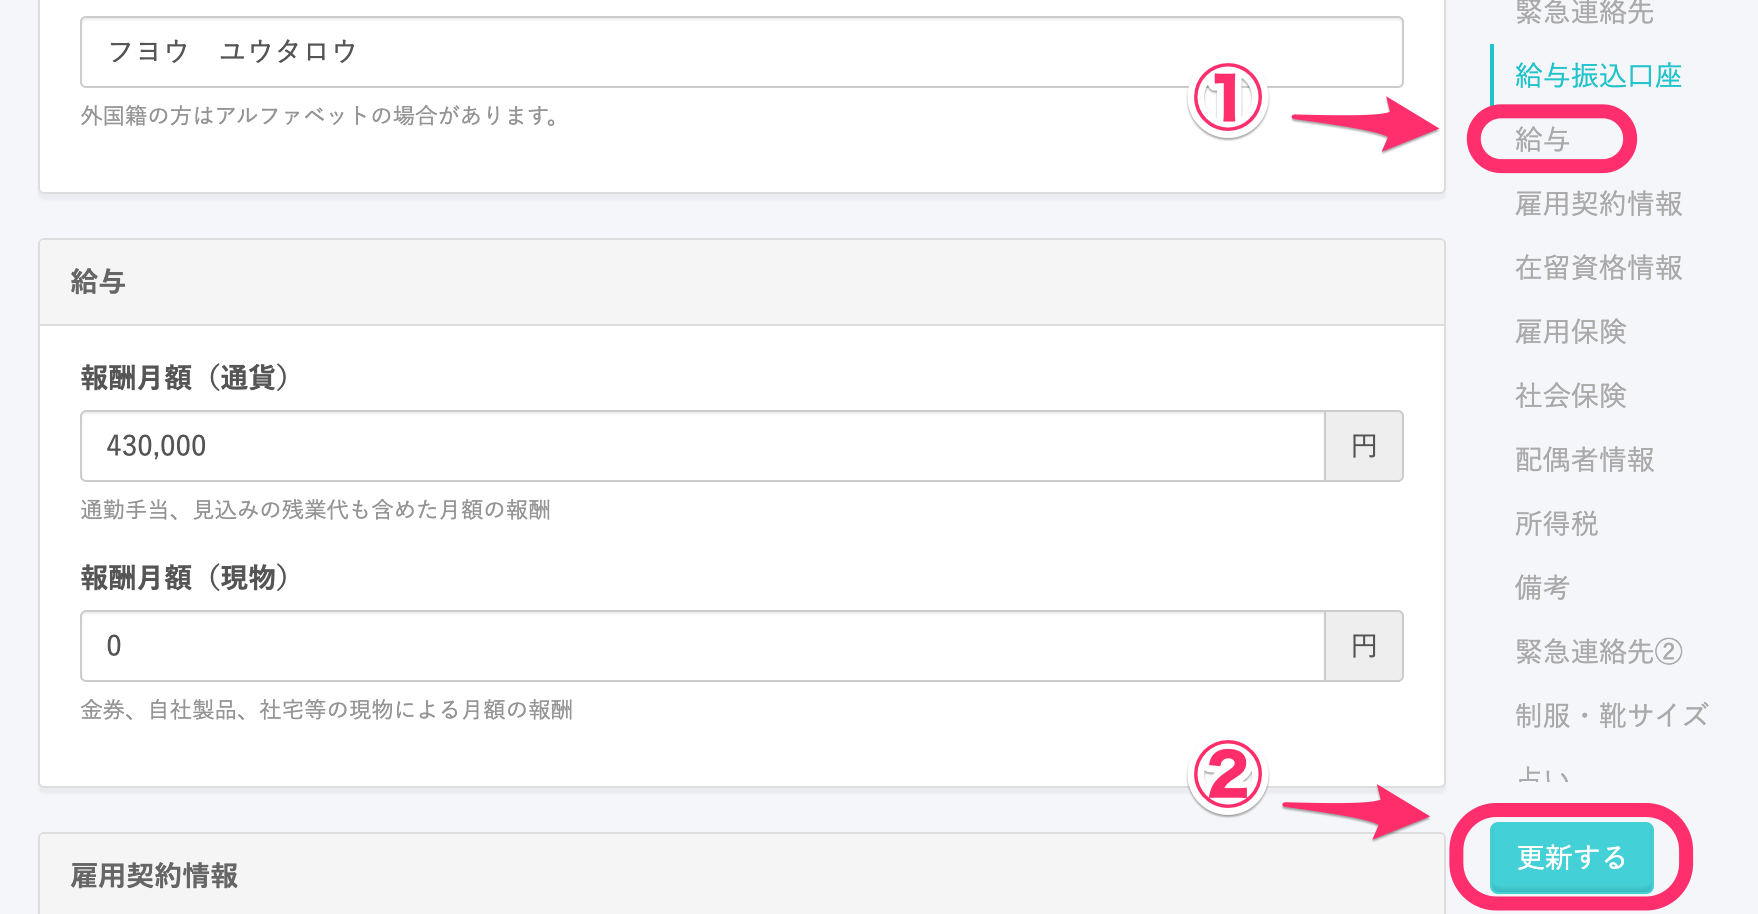 フヨウ　ユウタロウ
外国籍の方はアルファベットの場合があります。
給与
報酬月額（通貨）
430,000
円
通勤手当、見込みの残業代も含めた月額の報酬
報酬月額（現物）
0
円
金券、自社製品、社宅等の現物による月額の報酬
雇用契約情報
①
②
緊急連絡先
給与振込口座
給与
雇用契約情報
在留資格情報
雇用保険
社会保険
配偶者情報
所得税
備考
緊急連絡先②
制服・靴サイズ
占い
更新する